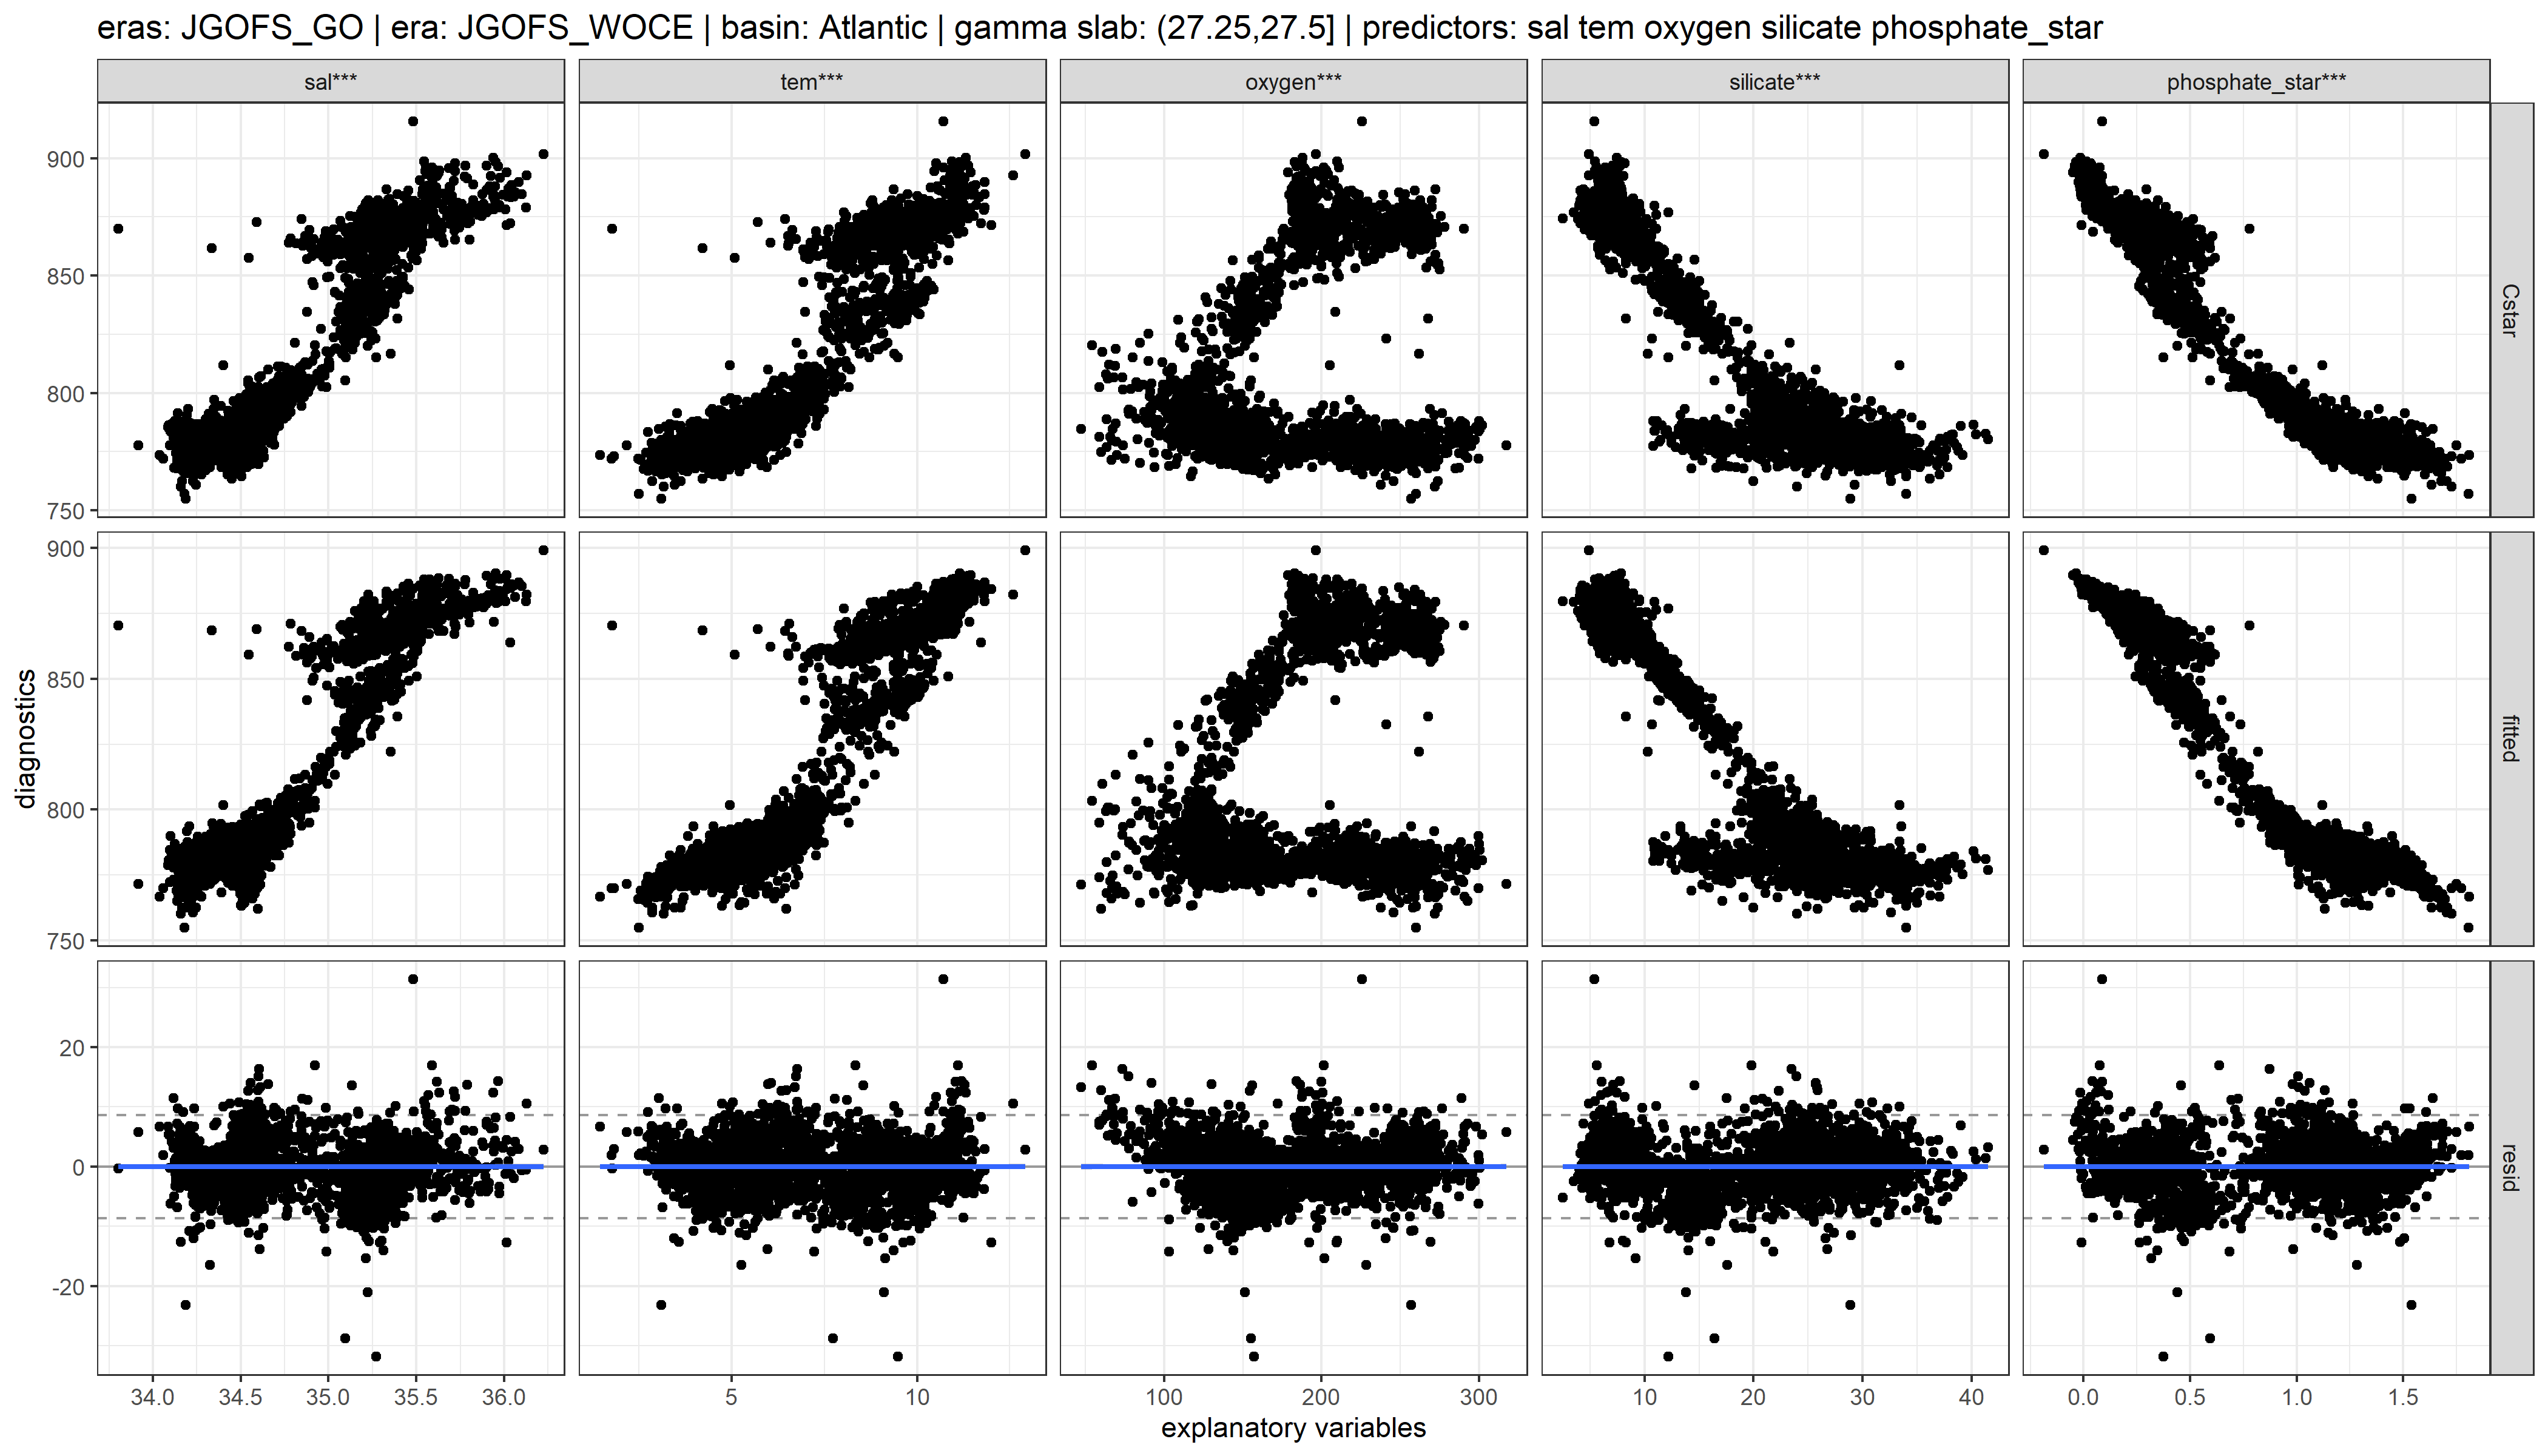 eras: JGOFS_GO | era: JGOFS_WOCE | basin: Atlantic | gamma slab: (27.25,27.5] | predictors: sal tem oxygen silicate phosphate_star
sal*** tem*** oxygen*** silicate*** phosphate_star***
900
850
800
750
Cstar
900
850
800
750
fitted
diagnostics
20
0
-20
resid
34.0 34.5 35.0 35.5 36.0 5 10 100 200 300 10 20 30 40 0.0 0.5 1.0 1.5
explanatory variables